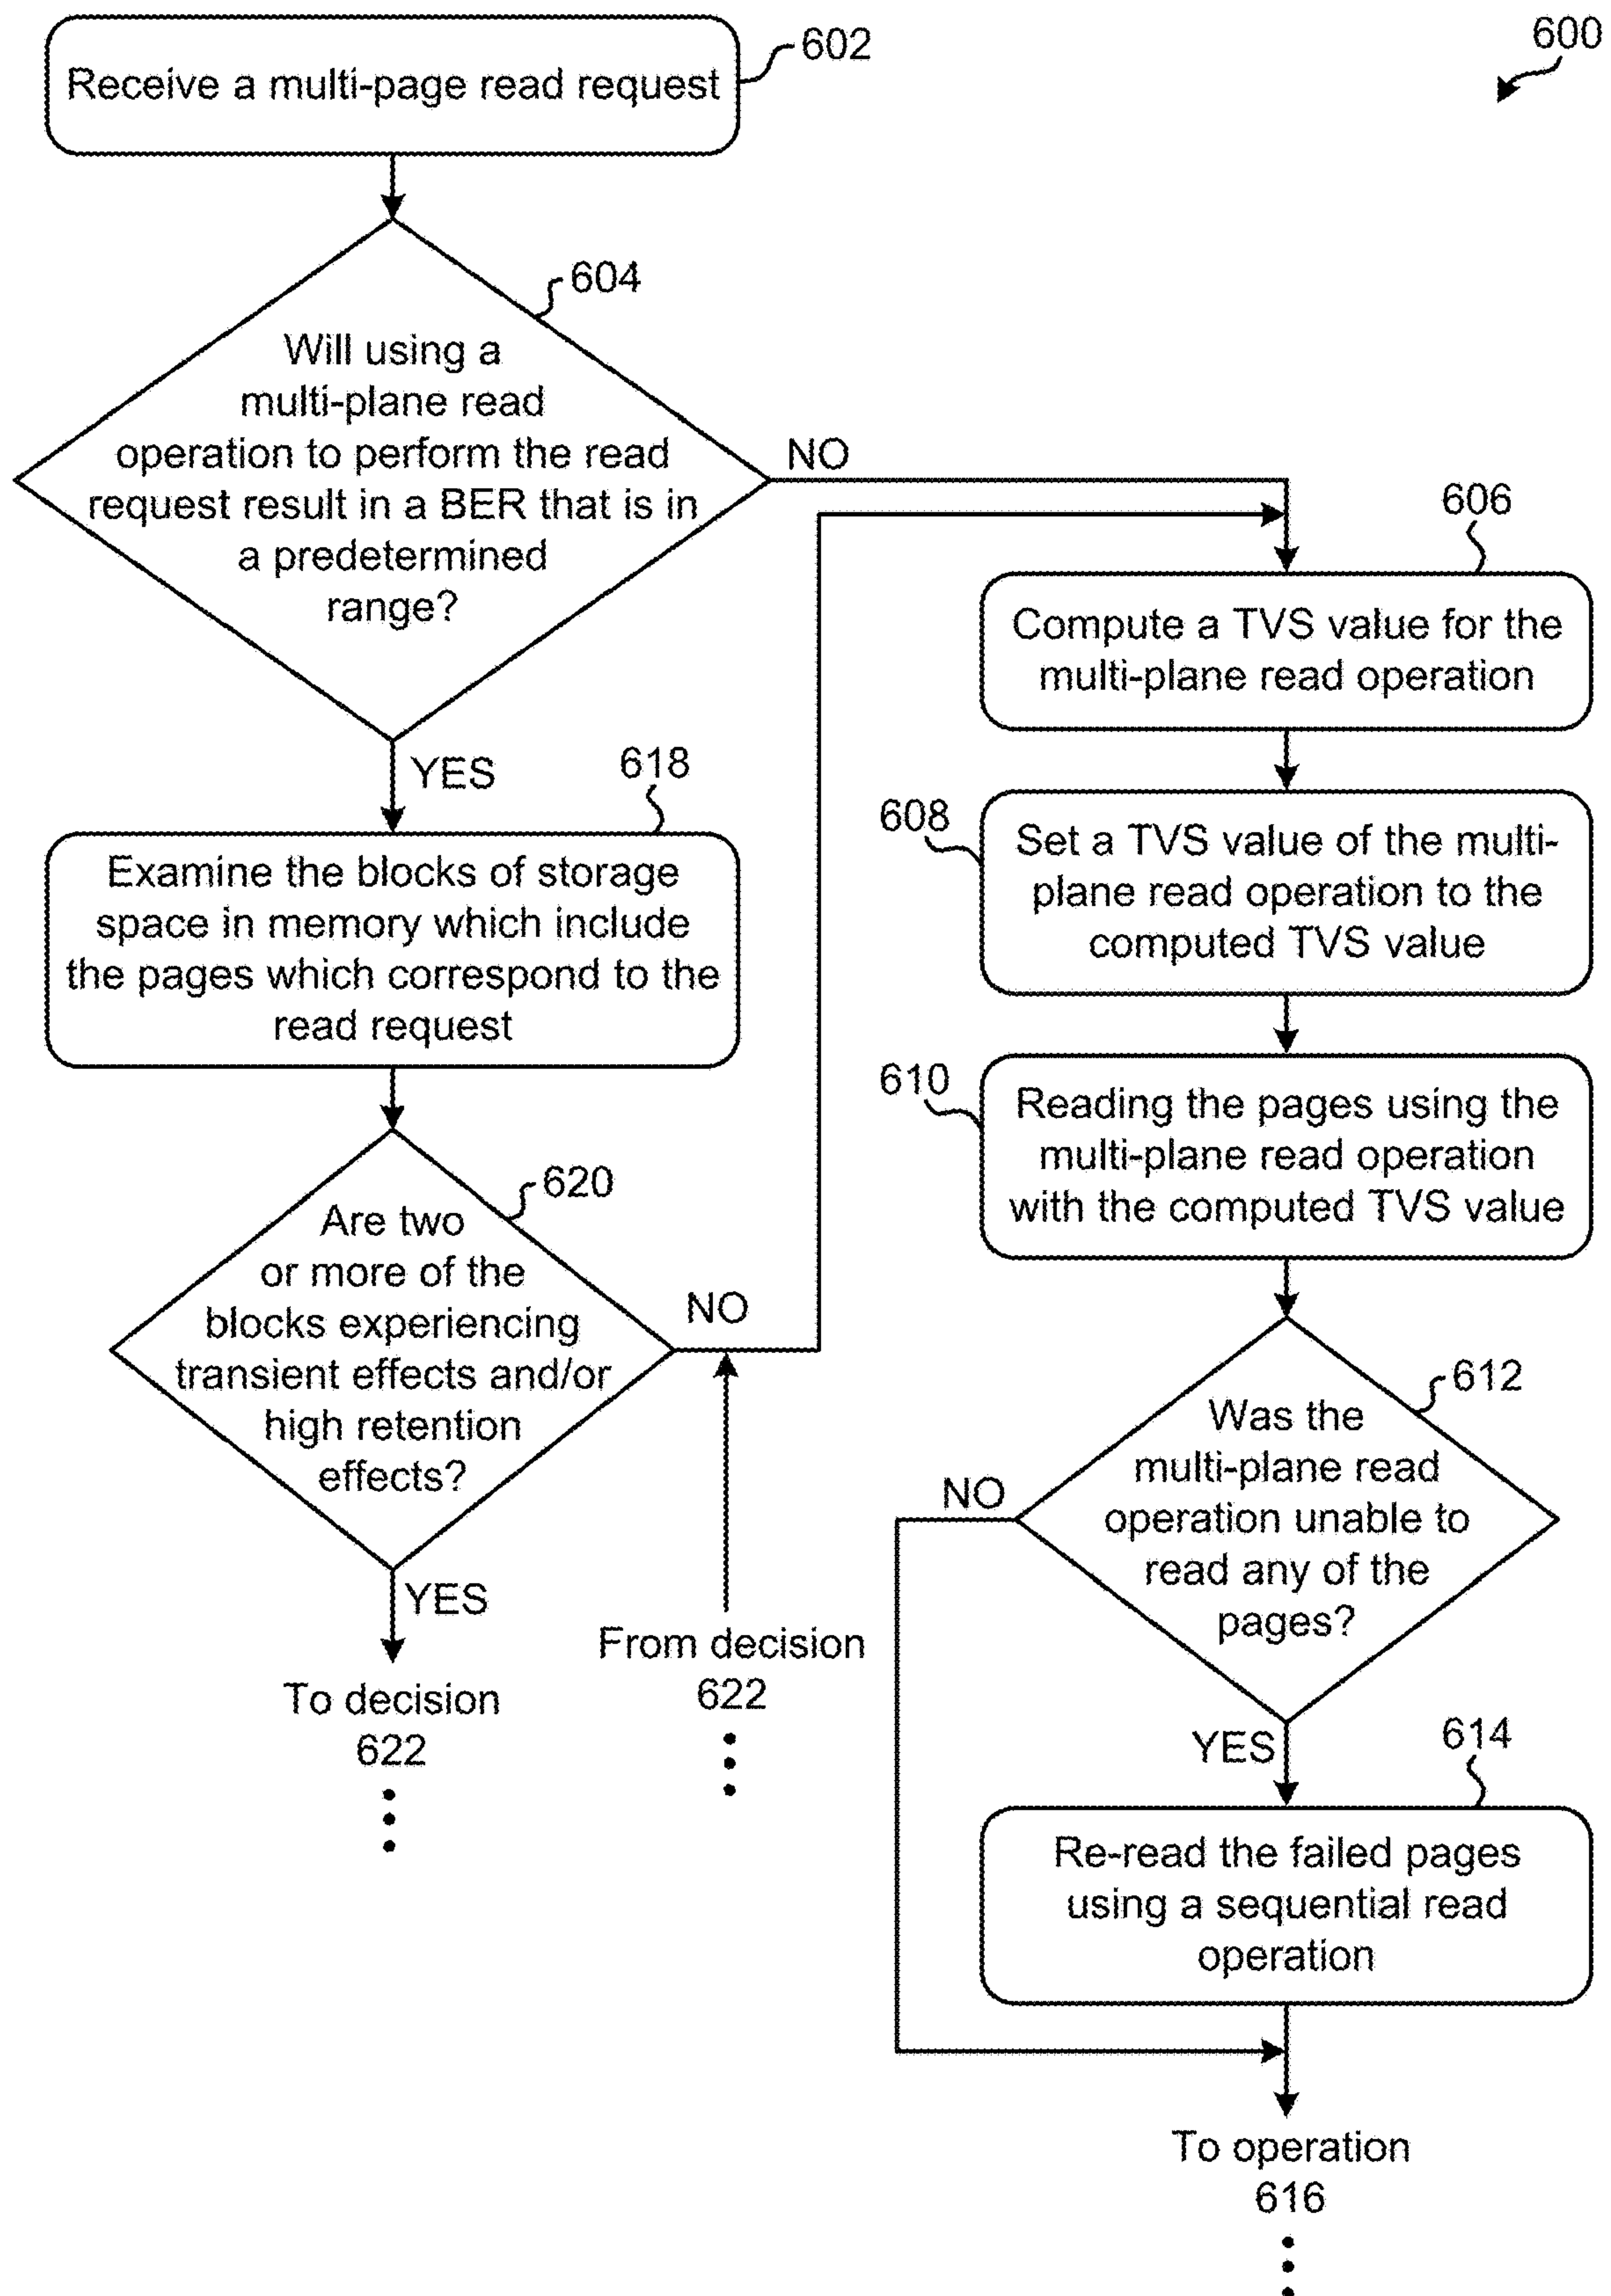 600
602
Receive a multi-page read request
604
Will using a
multi-plane read
operation to perform the read
request result in a BER that is in
a predetermined
range?
NO
YES
618
Examine the blocks of storage
space in memory which include
the pages which correspond to the
read request
620
Are two
or more of the
blocks experiencing
transient effects and/or
high retention
effects?
NO
YES
To decision
622
From decision
622
606
Compute a TVS value for the
multi-plane read operation
608
Set a TVS value of the multi-
plane read operation to the
computed TVS value
610
Reading the pages using the
multi-plane read operation
with the computed TVS value
612
Was the
multi-plane read
operation unable to
read any of the
pages?
NO
YES
614
Re-read the failed pages
using a sequential read
operation
To operation
616